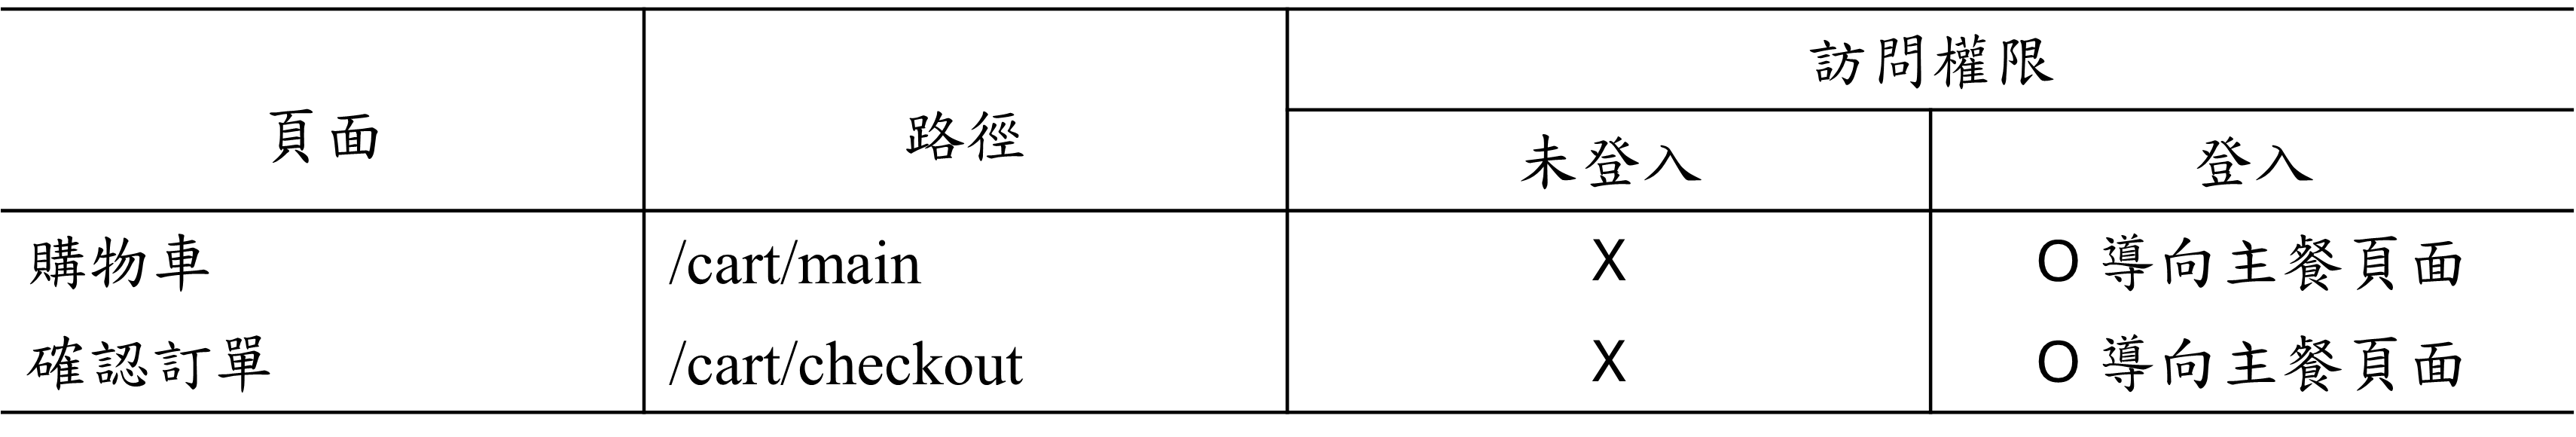 頁面 路徑 訪問權限
未登入 登入
購物車 /cart/main X O 導向主餐頁面
確認訂單 /cart/checkout X O 導向主餐頁面